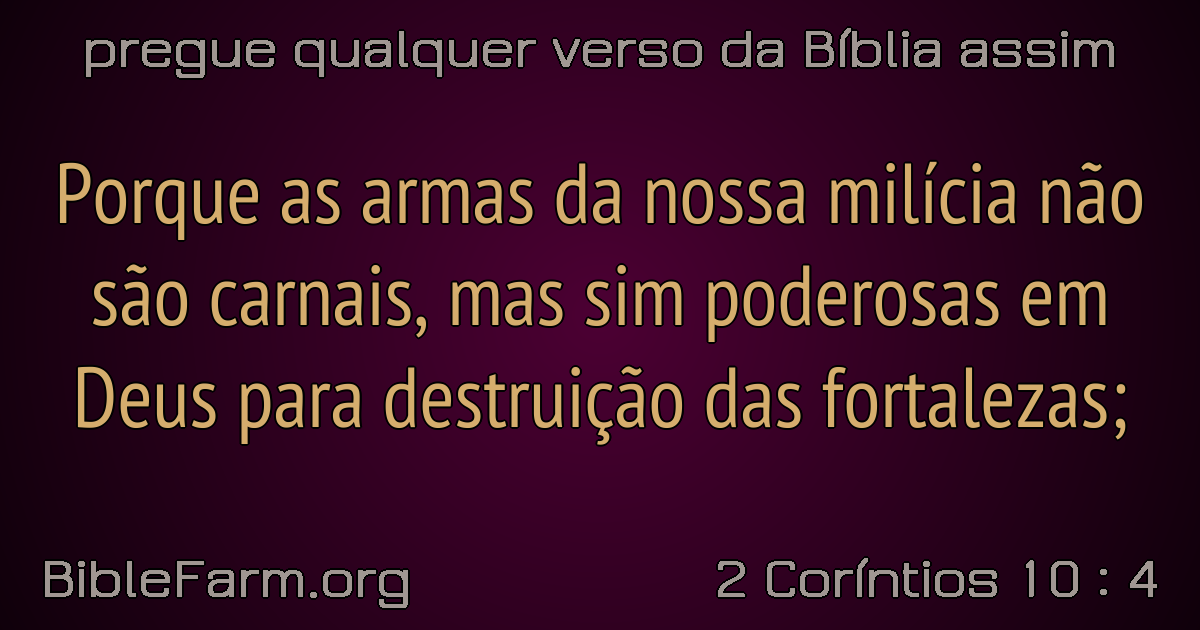 pregue qualquer verso da Bíblia assim
Porque as armas da nossa milícia não
são carnais, mas sim poderosas em
Deus para destruição das fortalezas;
BibleFarm.org
2 Coríntios 10 : 4